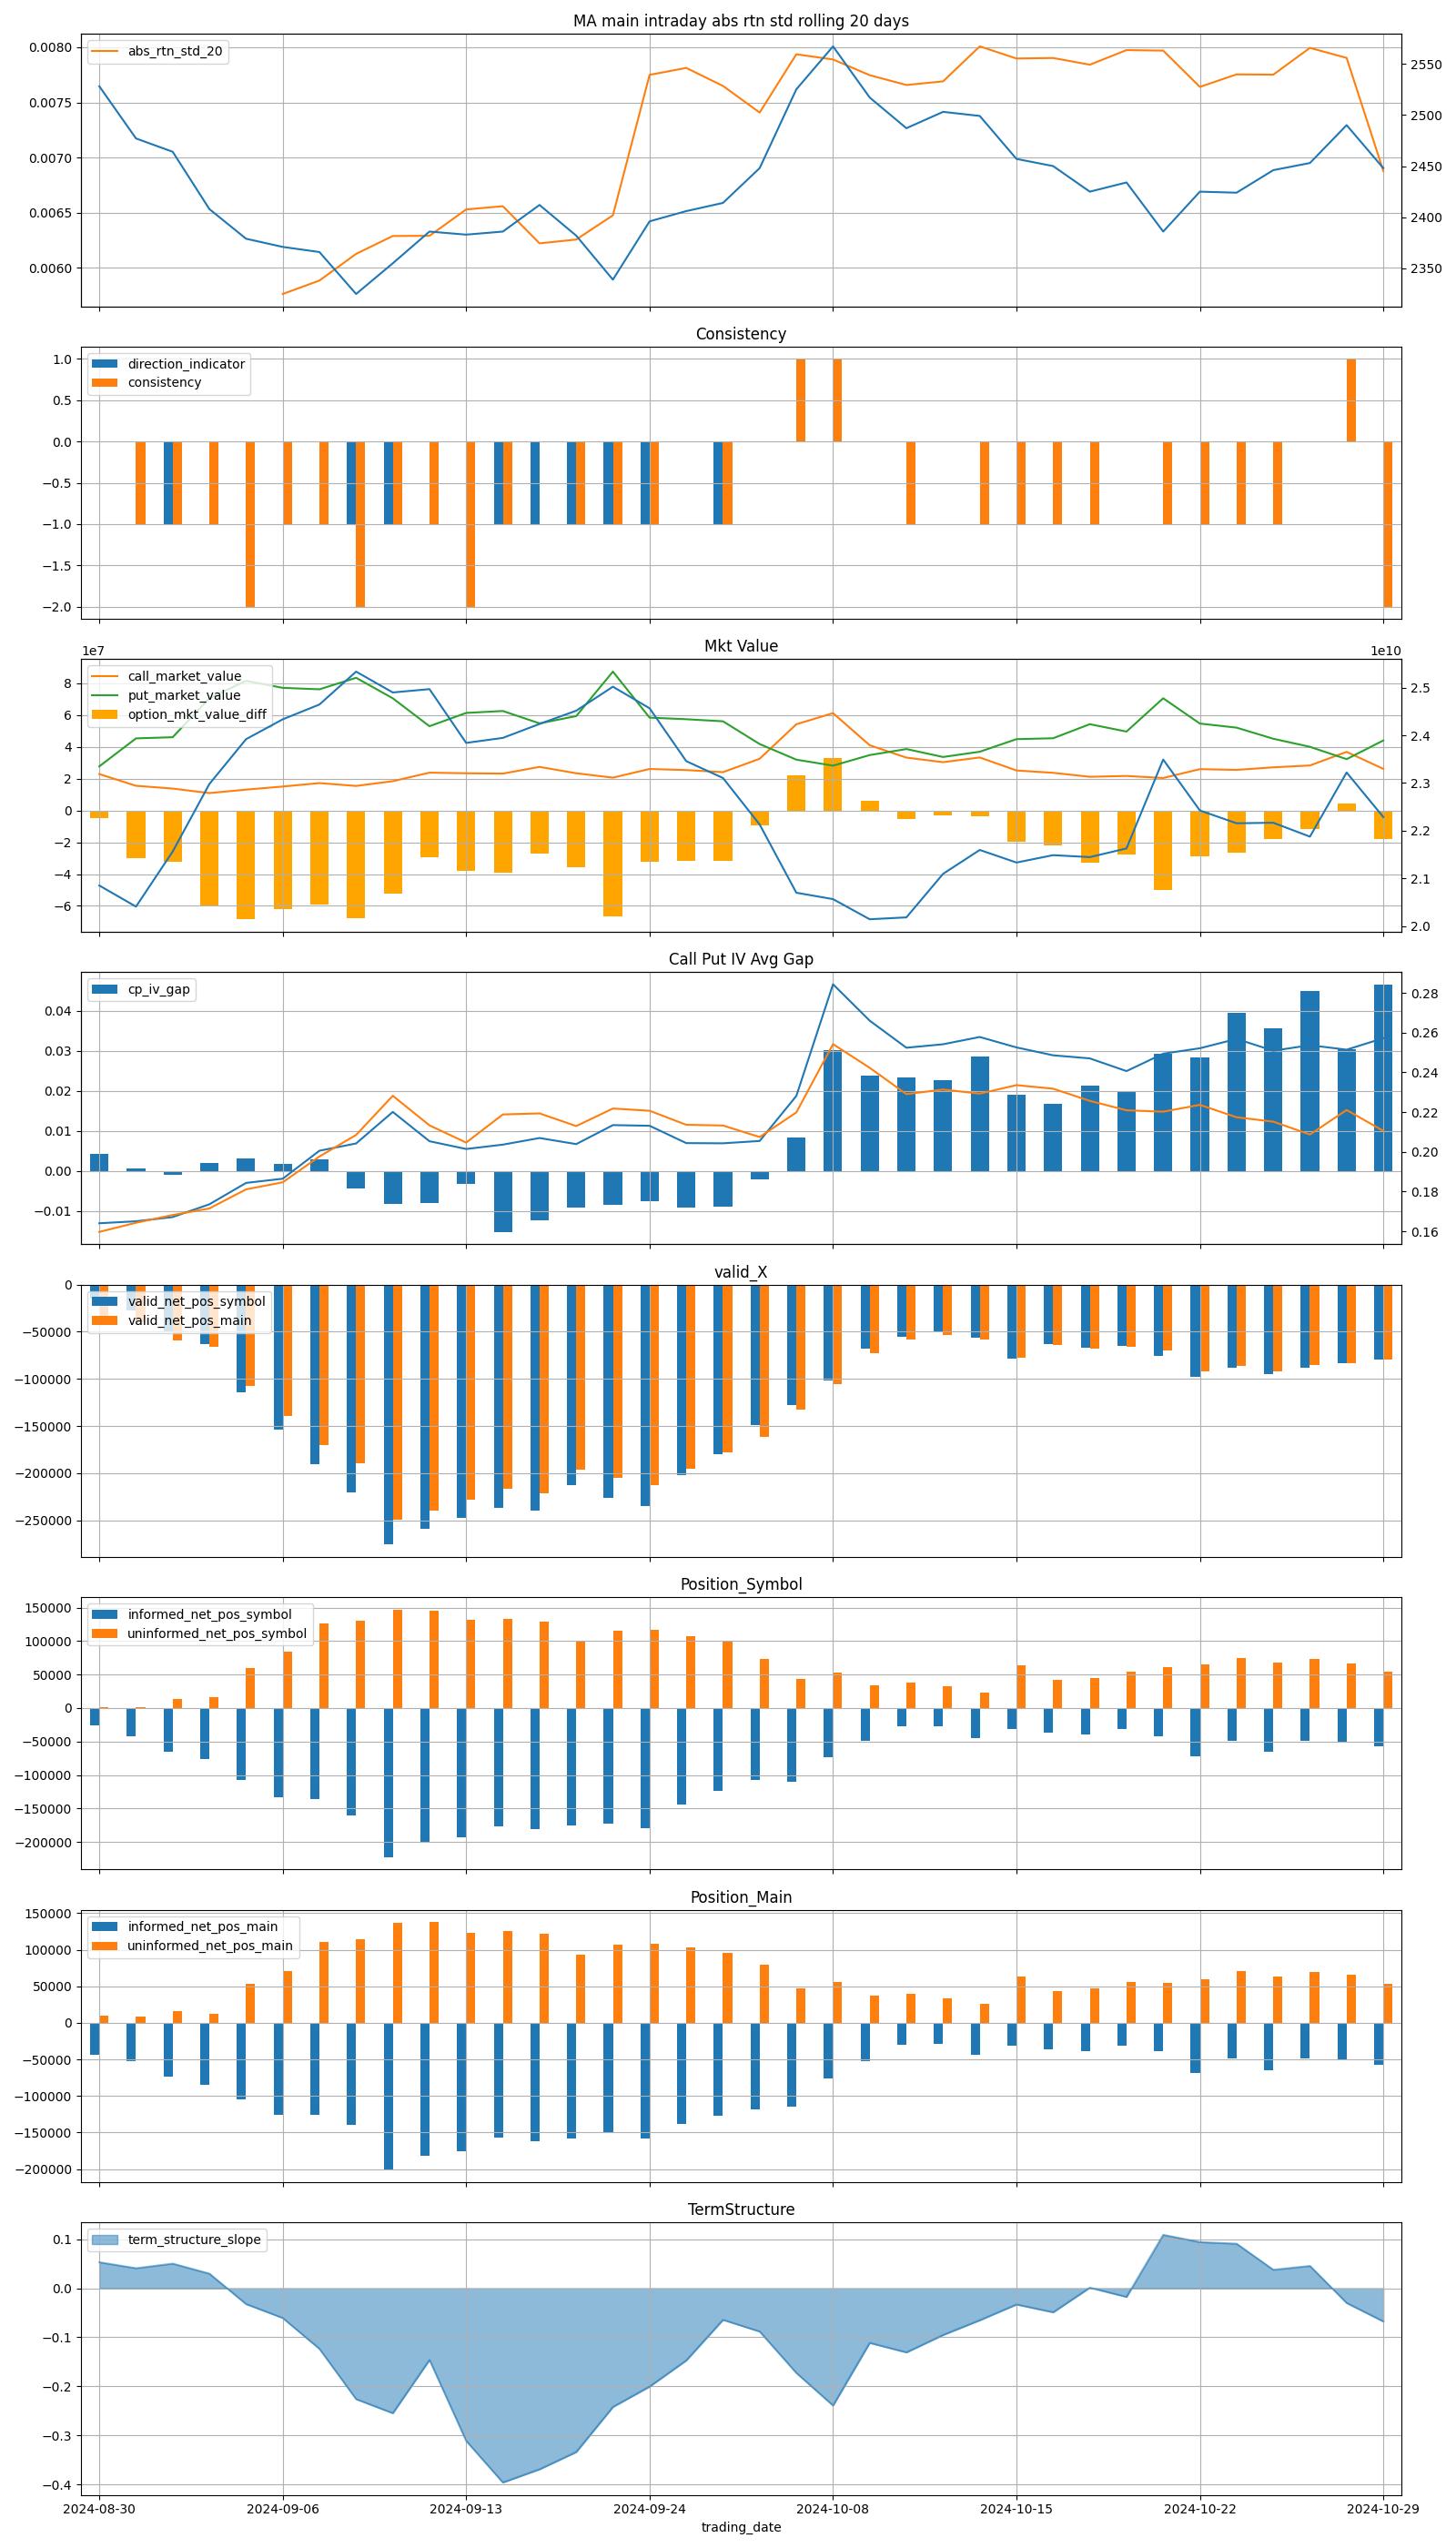 MA main intraday abs rtn std rolling 20 days
abs_rtn_std_20
0.0080
0.0075
0.0070
0.0065
0.0060
2550
2500
2450
2400
2350
Consistency
direction_indicator
consistency
1.0
0.5
0.0
−0.5
−1.0
−1.5
−2.0
1e7
Mkt Value
1e10
call_market_value
put_market_value
option_mkt_value_diff
8
6
4
2
0
−2
−4
−6
2.5
2.4
2.3
2.2
2.1
2.0
Call Put IV Avg Gap
cp_iv_gap
0.04
0.03
0.02
0.01
0.00
−0.01
0.28
0.26
0.24
0.22
0.20
0.18
0.16
valid_X
valid_net_pos_symbol
valid_net_pos_main
0
−50000
−100000
−150000
−200000
−250000
Position_Symbol
informed_net_pos_symbol
uninformed_net_pos_symbol
150000
100000
50000
0
−50000
−100000
−150000
−200000
Position_Main
informed_net_pos_main
uninformed_net_pos_main
150000
100000
50000
0
−50000
−100000
−150000
−200000
TermStructure
term_structure_slope
0.1
0.0
−0.1
−0.2
−0.3
−0.4
2024-08-30 2024-09-06 2024-09-13 2024-09-24 2024-10-08 2024-10-15 2024-10-22 2024-10-29
trading_date